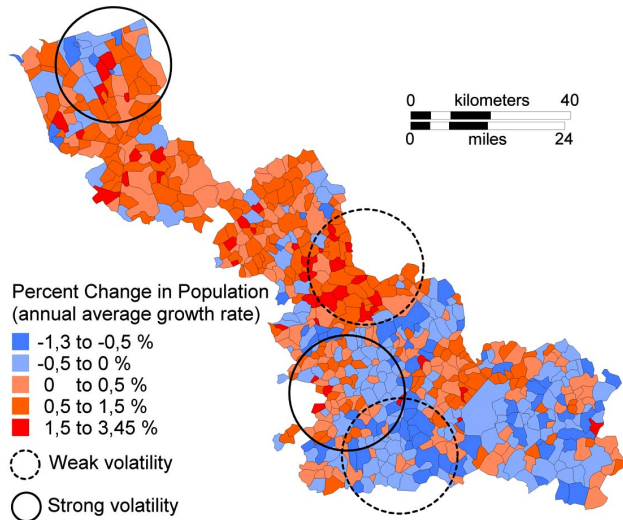 0 kilometers 40
0 miles 24
Percent Change in Population
(annual average growth rate)
-1,3 to -0,5 %
-0,5 to 0 %
0 to 0,5 %
0,5 to 1,5 %
1,5 to 3,45 %
Weak volatility
Strong volatility